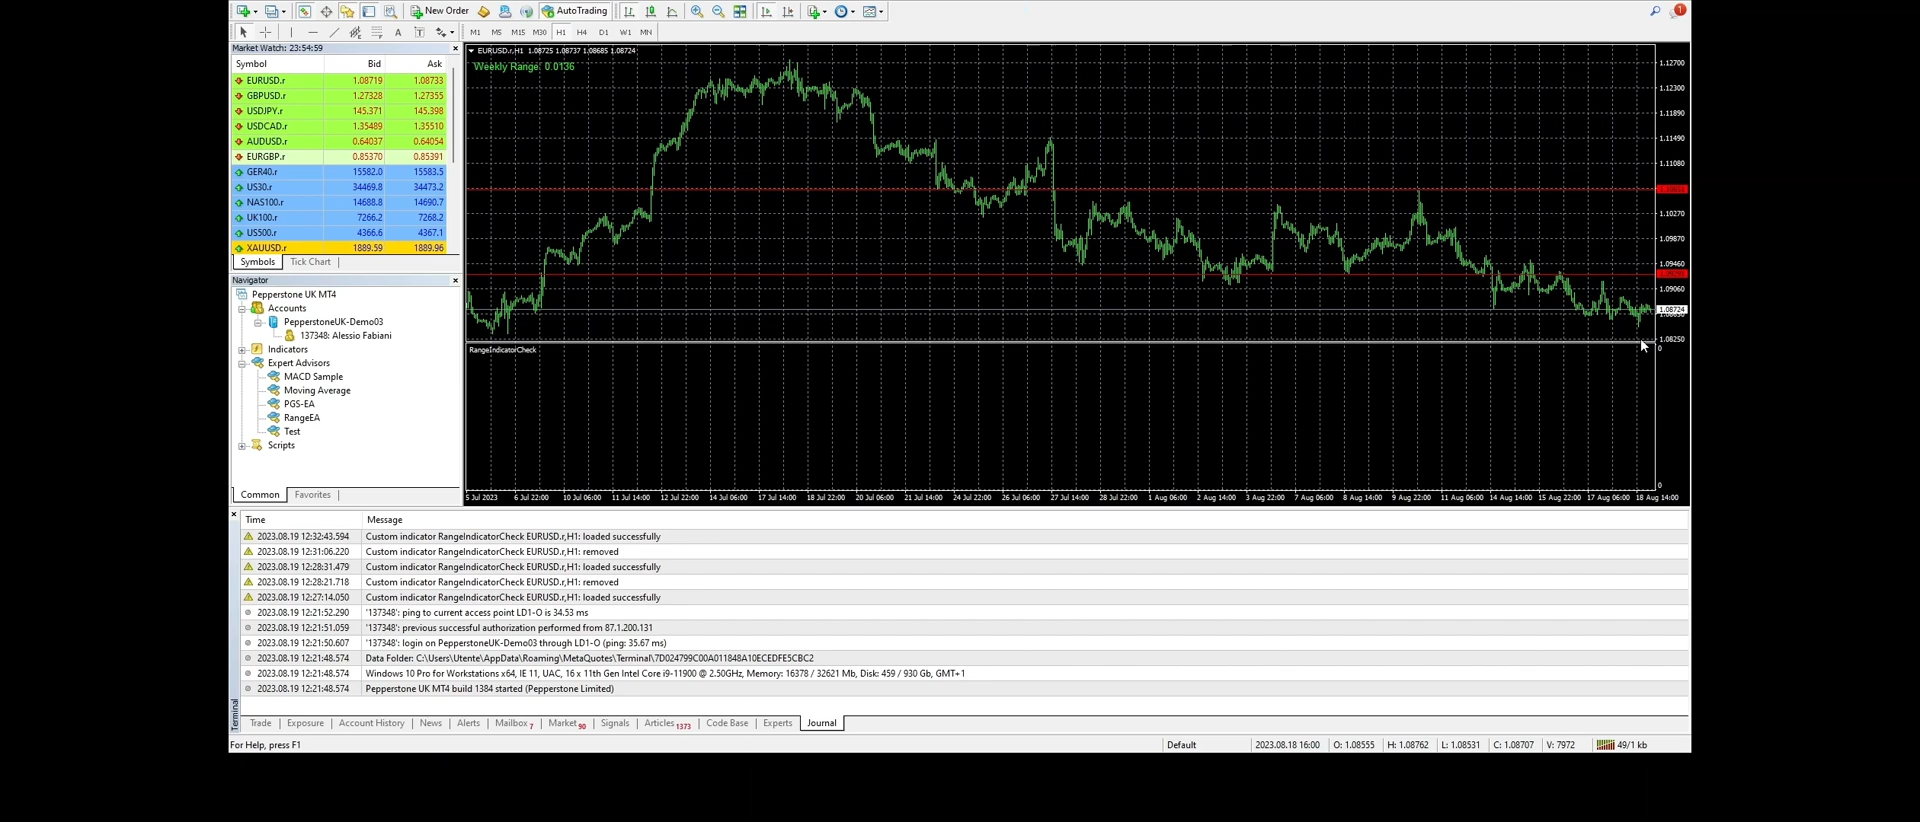 New Order
AutoTrading
1
A
T
M1 M5 M15 M30 H1 H4 D1 W1 MN
Market Watch: 23:54:59
Symbol Bid Ask
EURUSD.r 1.08719 1.08733
GBPUSD.r 1.27328 1.27355
USDJPY.r 145.371 145.398
USDCAD.r 1.35489 1.35510
AUDUSD.r 0.64037 0.64054
EURGBP.r 0.85370 0.85391
GER40.r 15582.0 15583.5
US30.r 34469.8 34473.2
NAS100.r 14688.8 14690.7
UK100.r 7266.2 7268.2
US500.r 4366.6 4367.1
XAUUSD.r 1889.59 1889.96
Symbols Tick Chart
Navigator
Pepperstone UK MT4
Accounts
PepperstoneUK-Demo03
137348: Alessio Fabiani
Indicators
Expert Advisors
MACD Sample
Moving Average
PGS-EA
RangeEA
Test
Scripts
Common Favorites
EURUSD.r,H1 1.08725 1.08737 1.08685 1.08724
Weekly Range: 0.0136
1.12700
1.12300
1.11890
1.11490
1.11080
1.10270
1.09870
1.09460
1.09060
1.08724
1.08250
RangeIndicatorCheck
0
0
5 Jul 2023 6 Jul 22:00 10 Jul 06:00 11 Jul 14:00 12 Jul 22:00 14 Jul 06:00 17 Jul 14:00 18 Jul 22:00 20 Jul 06:00 21 Jul 14:00 24 Jul 22:00 26 Jul 06:00 27 Jul 14:00 28 Jul 22:00 1 Aug 06:00 2 Aug 14:00 3 Aug 22:00 7 Aug 06:00 8 Aug 14:00 9 Aug 22:00 11 Aug 06:00 14 Aug 14:00 15 Aug 22:00 17 Aug 06:00 18 Aug 14:00
Time Message
2023.08.19 12:32:43.594 Custom indicator RangeIndicatorCheck EURUSD.r,H1: loaded successfully
2023.08.19 12:31:06.220 Custom indicator RangeIndicatorCheck EURUSD.r,H1: removed
2023.08.19 12:28:31.479 Custom indicator RangeIndicatorCheck EURUSD.r,H1: loaded successfully
2023.08.19 12:28:21.718 Custom indicator RangeIndicatorCheck EURUSD.r,H1: removed
2023.08.19 12:27:14.050 Custom indicator RangeIndicatorCheck EURUSD.r,H1: loaded successfully
2023.08.19 12:21:52.290 '137348': ping to current access point LD1-O is 34.53 ms
2023.08.19 12:21:51.059 '137348': previous successful authorization performed from 87.1.200.131
2023.08.19 12:21:50.607 '137348': login on PepperstoneUK-Demo03 through LD1-O (ping: 35.67 ms)
2023.08.19 12:21:48.574 Data Folder: C:\Users\Utente\AppData\Roaming\MetaQuotes\Terminal\7D024799C00A011848A10ECEDFE5CBC2
2023.08.19 12:21:48.574 Windows 10 Pro for Workstations x64, IE 11, UAC, 16 x 11th Gen Intel Core i9-11900 @ 2.50GHz, Memory: 16378 / 32621 Mb, Disk: 459 / 930 Gb, GMT+1
2023.08.19 12:21:48.574 Pepperstone UK MT4 build 1384 started (Pepperstone Limited)
Terminal
Trade Exposure Account History News Alerts Mailbox 7 Market 90 Signals Articles 1373 Code Base Experts Journal
For Help, press F1 Default 2023.08.18 16:00 O: 1.08555 H: 1.08762 L: 1.08531 C: 1.08707 V: 7972 49/1 kb